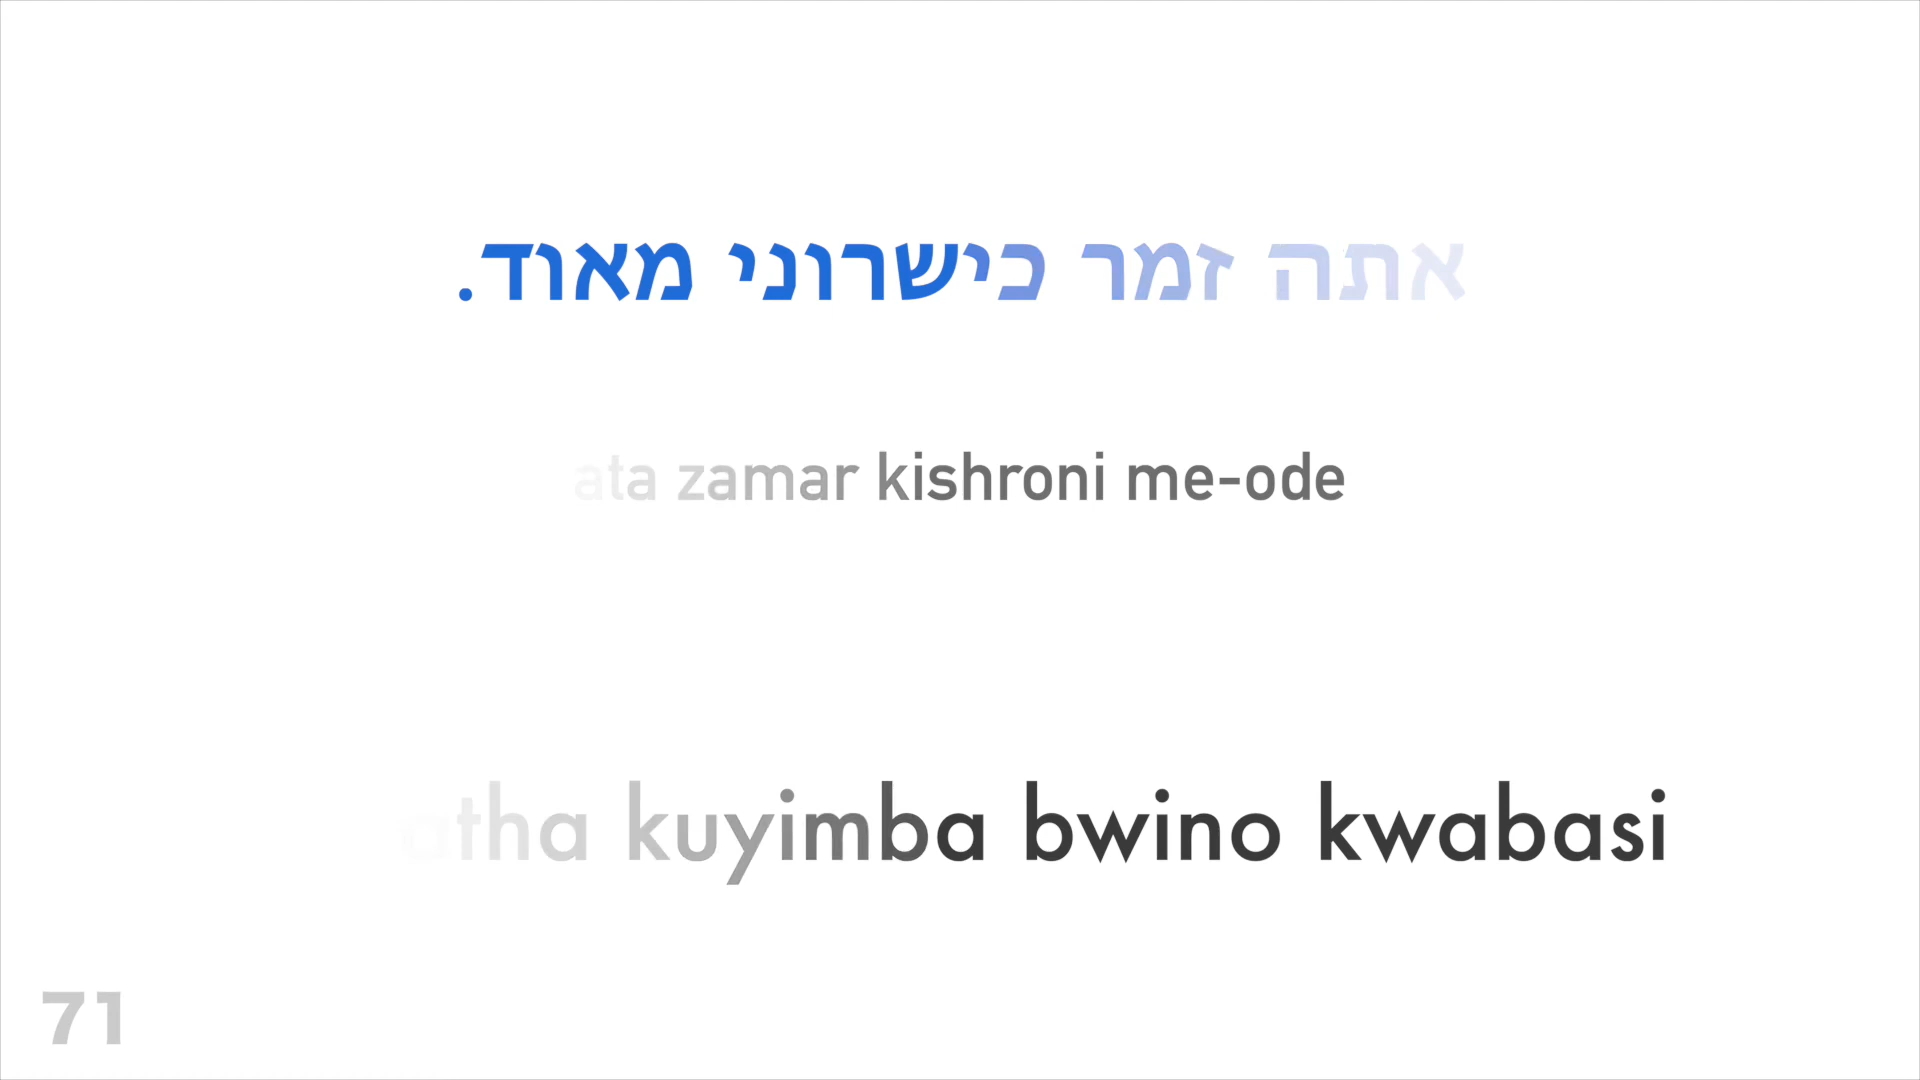 אתה זמר כישרוני מאוד.
ata zamar kishroni me-ode
kuyimba bwino kwabasi
71